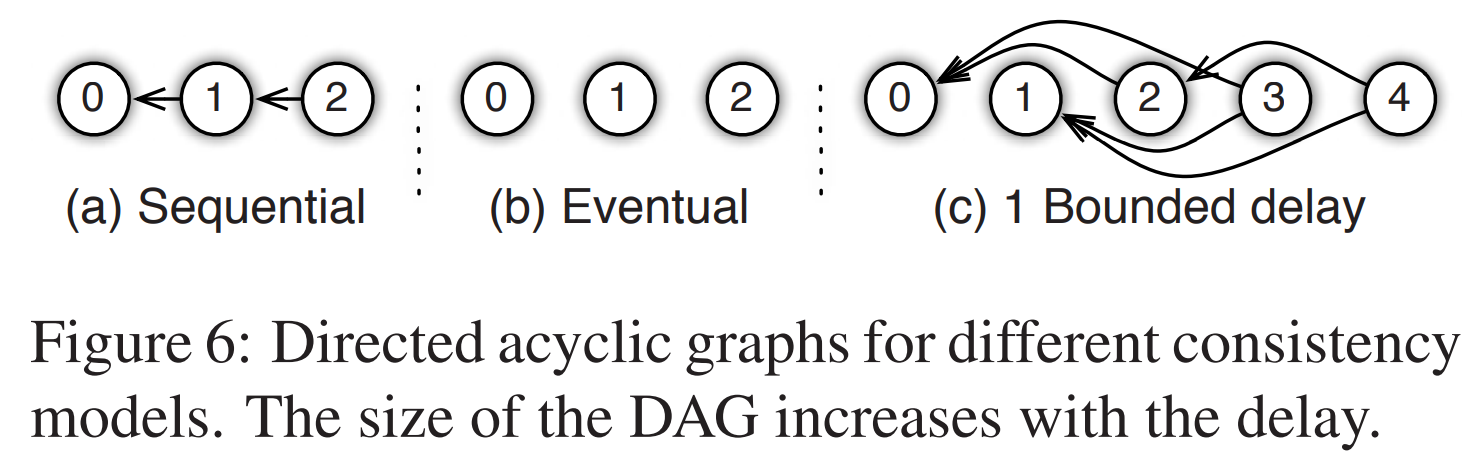 0 1 2 0 1 2 0 1 2 3 4
(a) Sequential (b) Eventual (c) 1 Bounded delay
Figure 6: Directed acyclic graphs for different consistency
models. The size of the DAG increases with the delay.